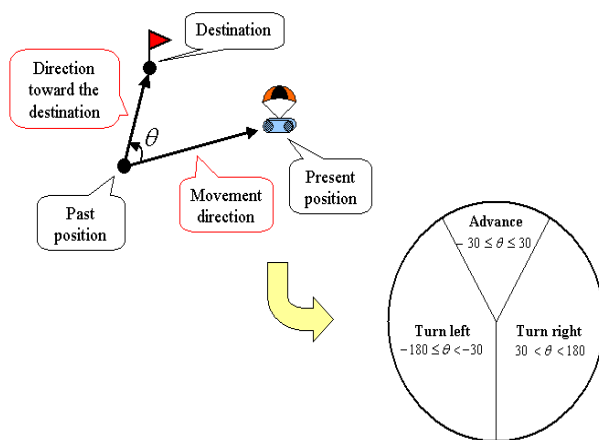 Destination
Direction
toward the
destination
θ
Present
position
Movement
direction
Past
position
Advance
− 30 ≤ θ ≤ 30
Turn left
−180 ≤ θ < −30
Turn right
30 < θ < 180